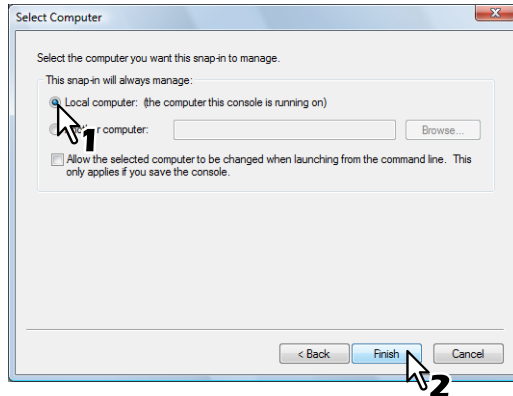 Select Computer
Select the computer you want this snap-in to manage.
This snap-in will always manage:
Local computer: (the computer this console is running on)
1
r computer:
Browse...
Allow the selected computer to be changed when launching from the command line. This
only applies if you save the console.
< Back
Finish
Cancel
2